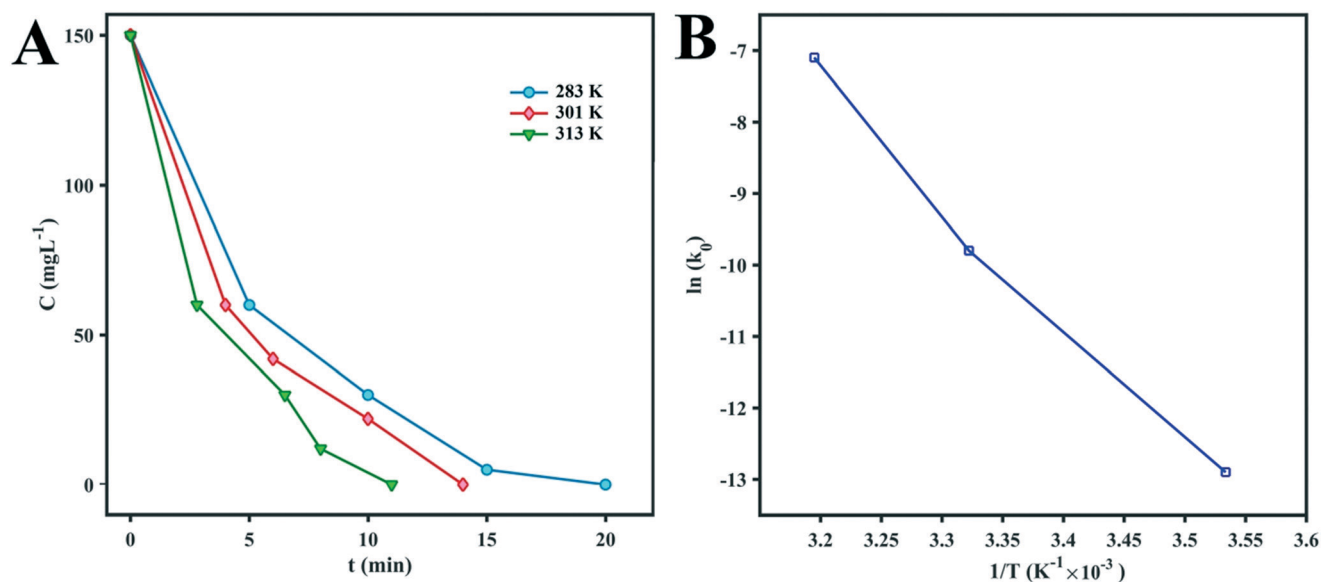 A
150
100
50
0
C (mgL⁻¹)
0
5
10
15
20
t (min)
283 K
301 K
313 K
B
-7
-8
-9
-10
-11
-12
-13
ln (k₀)
3.2
3.25
3.3
3.35
3.4
3.45
3.5
3.55
3.6
1/T (K⁻¹ ×10⁻³)